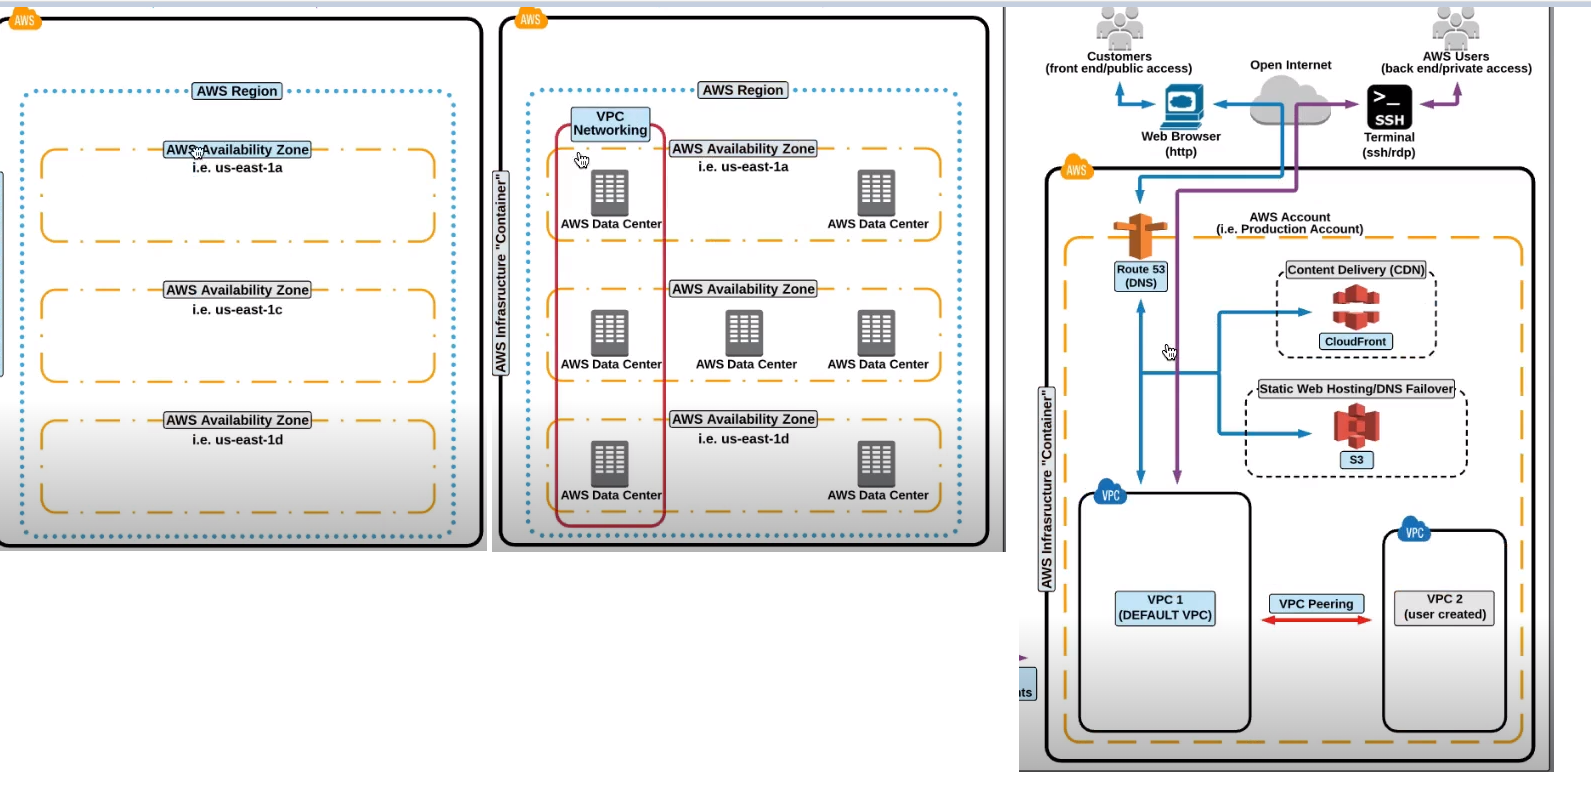 AWS
AWS Region
AWS Availability Zone
i.e. us-east-1a
AWS Availability Zone
i.e. us-east-1c
AWS Availability Zone
i.e. us-east-1d
AWS
AWS Infrasructure "Container"
AWS Region
VPC
Networking
AWS Availability Zone
i.e. us-east-1a
AWS Data Center
AWS Data Center
AWS Availability Zone
AWS Data Center
AWS Data Center
AWS Data Center
AWS Availability Zone
i.e. us-east-1d
AWS Data Center
AWS Data Center
Customers
(front end/public access)
Open Internet
AWS Users
(back end/private access)
Web Browser
(http)
>_
SSH
Terminal
(ssh/rdp)
AWS
AWS Infrasructure "Container"
AWS Account
(i.e. Production Account)
Route 53
(DNS)
Content Delivery (CDN)
CloudFront
Static Web Hosting/DNS Failover
S3
VPC
VPC 1
(DEFAULT VPC)
VPC Peering
VPC
VPC 2
(user created)
nts